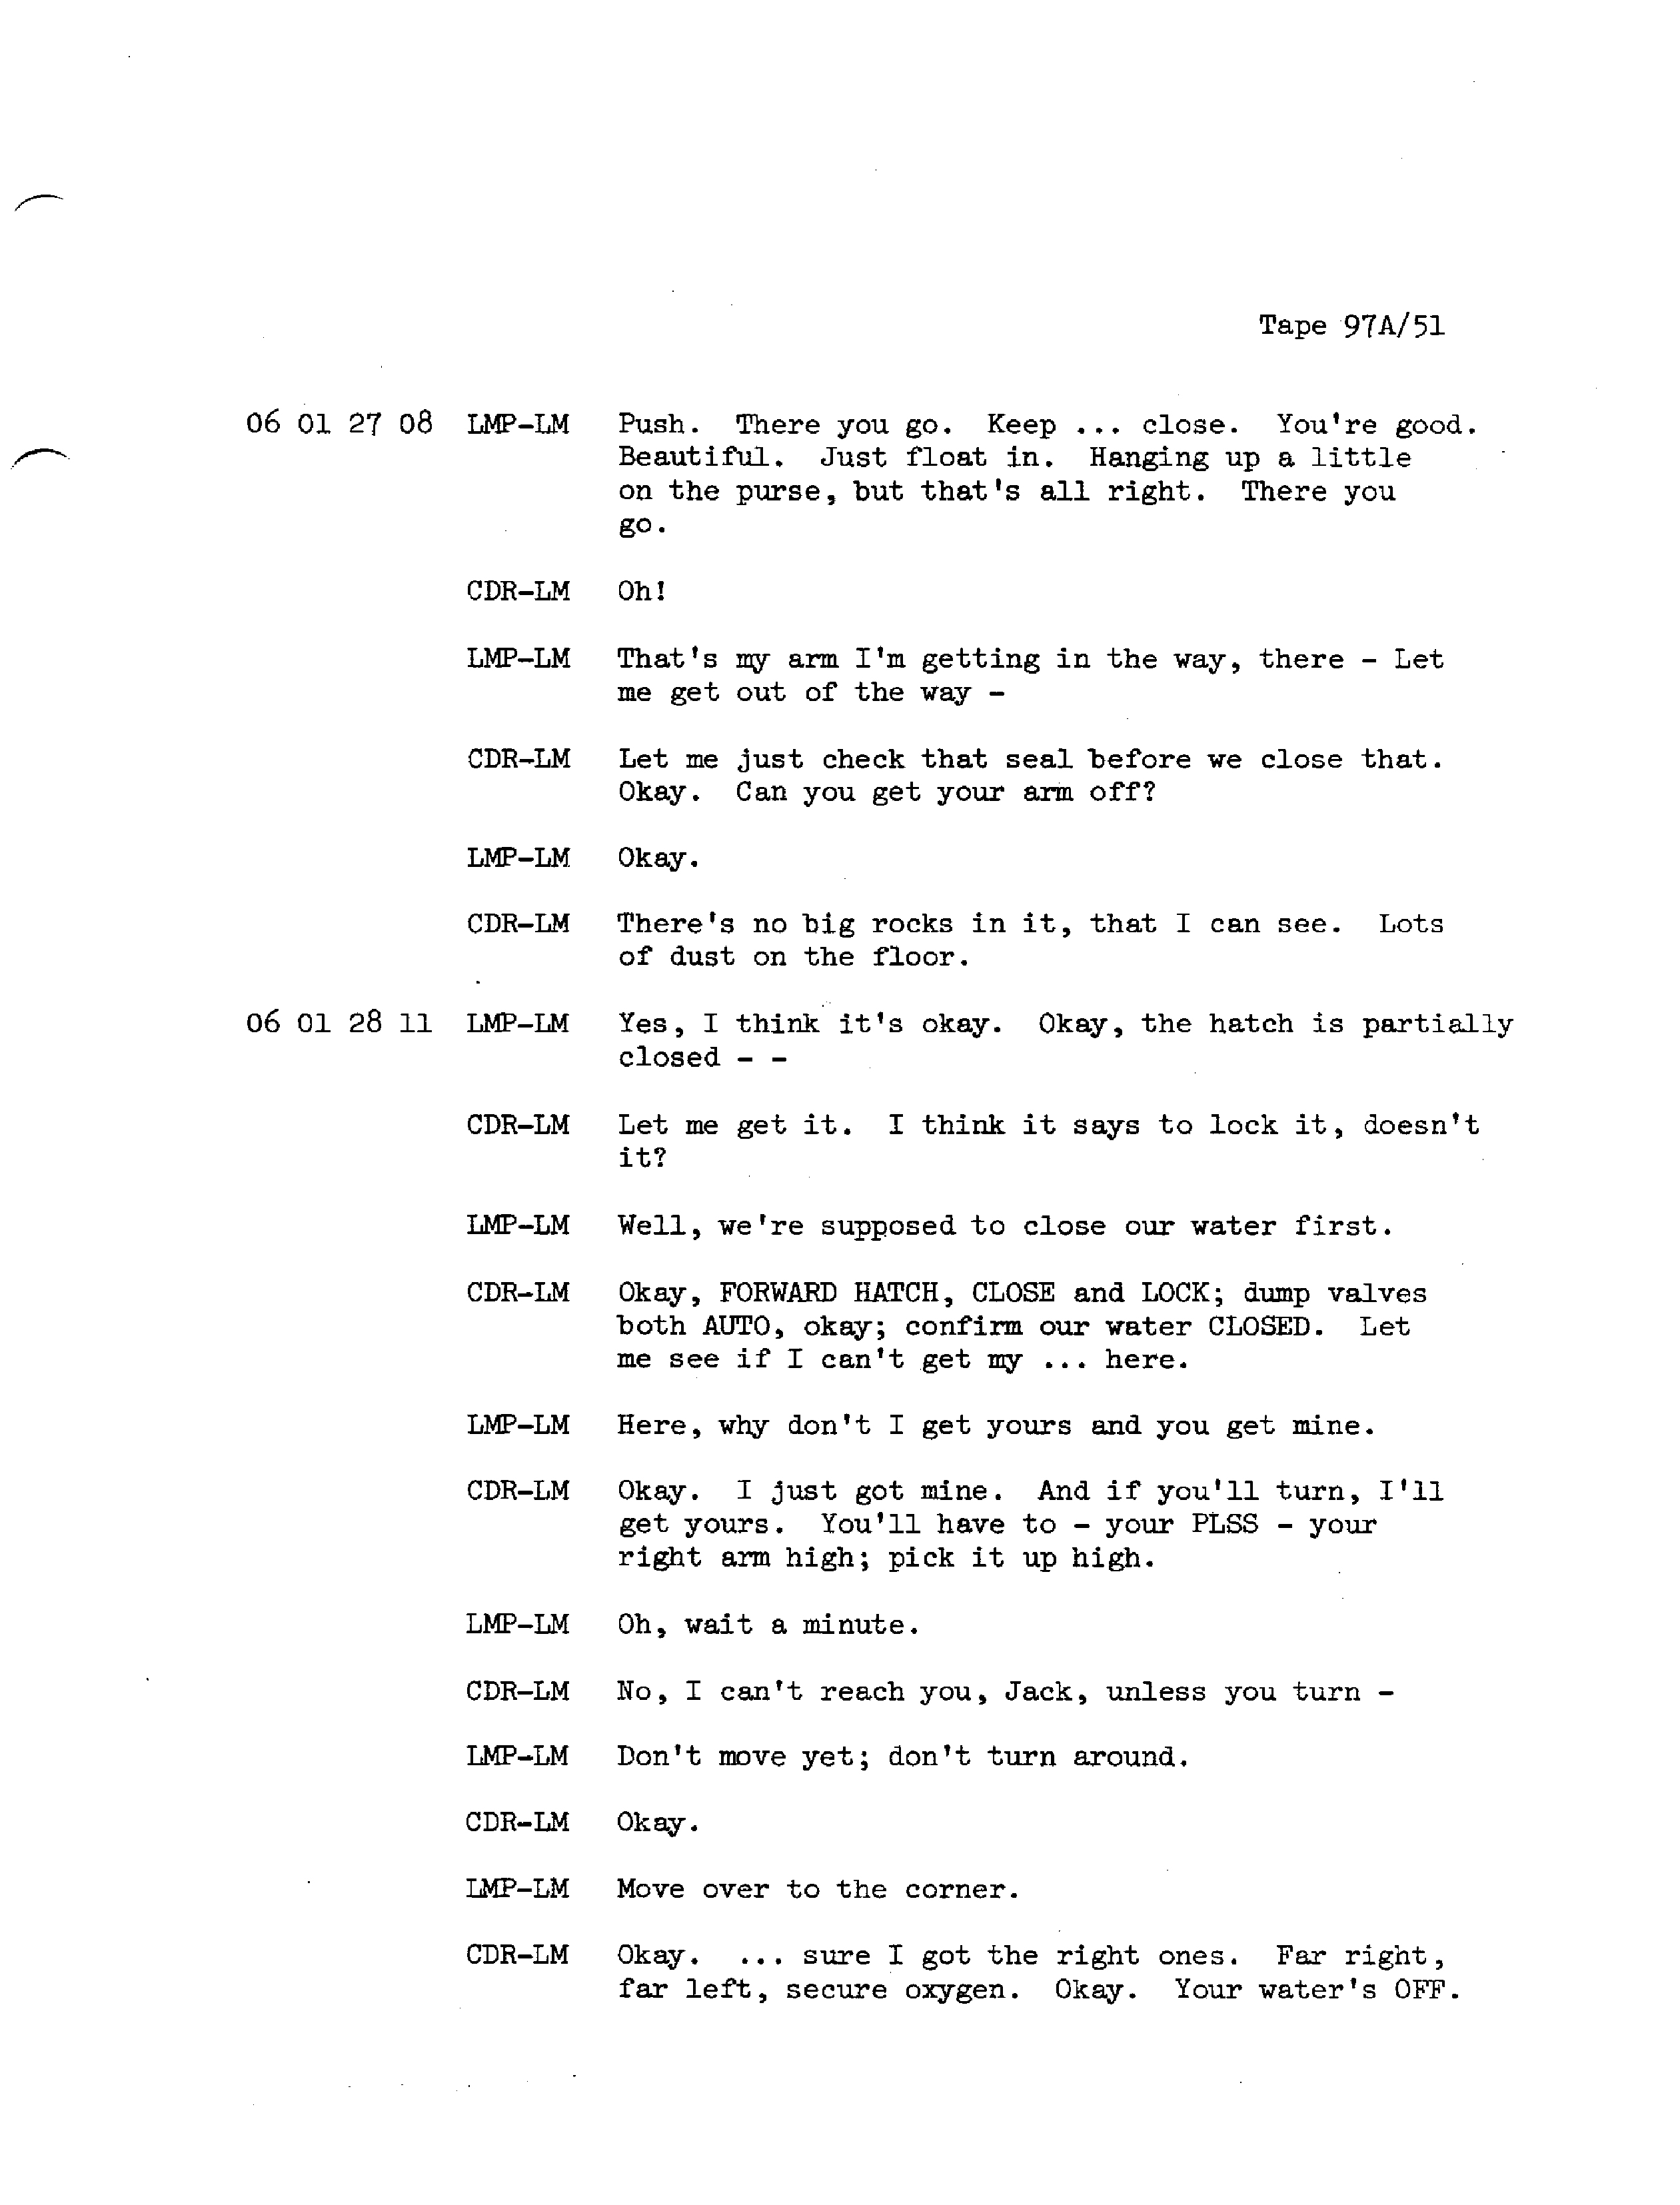 Tape 97A/51
06 01 27 08 LMP-LM Push. There you go. Keep ... close. You're good.
Beautiful. Just float in. Hanging up a little
on the purse, but that's all right. There you
go.
CDR-LM Oh!
LMP-LM That's my arm I'm getting in the way, there - Let
me get out of the way -
CDR-LM Let me just check that seal before we close that.
Okay. Can you get your arm off?
LMP-LM Okay.
CDR-LM There's no big rocks in it, that I can see. Lots
of dust on the floor.
06 01 28 11 LMP-LM Yes, I think it's okay. Okay, the hatch is partially
closed - -
CDR-LM Let me get it. I think it says to lock it, doesn't
it?
LMP-LM Well, we're supposed to close our water first.
CDR-LM Okay, FORWARD HATCH, CLOSE and LOCK; dump valves
both AUTO, okay; confirm our water CLOSED. Let
me see if I can't get my ... here.
LMP-LM Here, why don't I get yours and you get mine.
CDR-LM Okay. I just got mine. And if you'll turn, I'll
get yours. You'll have to - your PLSS - your
right arm high; pick it up high.
LMP-LM Oh, wait a minute.
CDR-LM No, I can't reach you, Jack, unless you turn -
LMP-LM Don't move yet; don't turn around.
CDR-LM Okay.
LMP-LM Move over to the corner.
CDR-LM Okay. ... sure I got the right ones. Far right,
far left, secure oxygen. Okay. Your water's OFF.